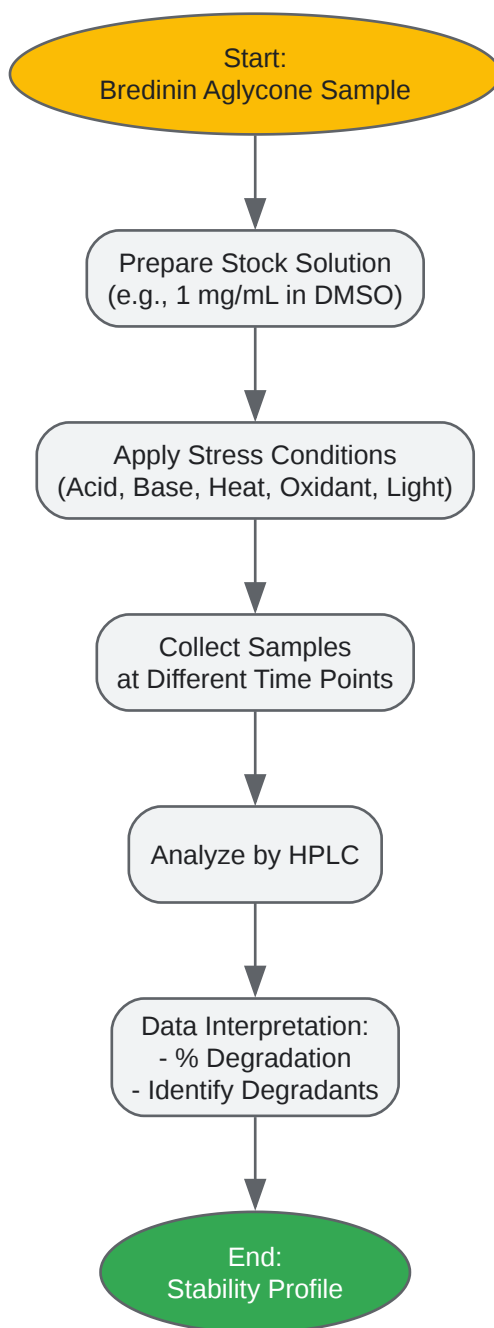 Start:
Bredinin Aglycone Sample
Prepare Stock Solution
(e.g., 1 mg/mL in DMSO)
Apply Stress Conditions
(Acid, Base, Heat, Oxidant, Light)
Collect Samples
at Different Time Points
Analyze by HPLC
Data Interpretation:
- % Degradation
- Identify Degradants
End:
Stability Profile